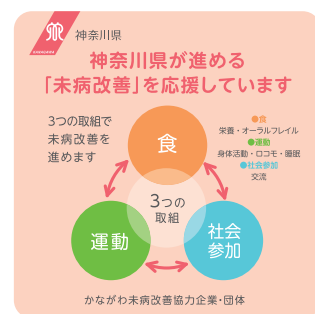 神奈川県
神奈川県が進める
「未病改善」を応援しています
3つの取組で
未病改善を
進めます
●食
栄養・オーラルフレイル
●運動
身体活動・ロコモ・睡眠
●社会参加
交流
食
3つの
取組
運動
社会
参加
かながわ未病改善協力企業・団体